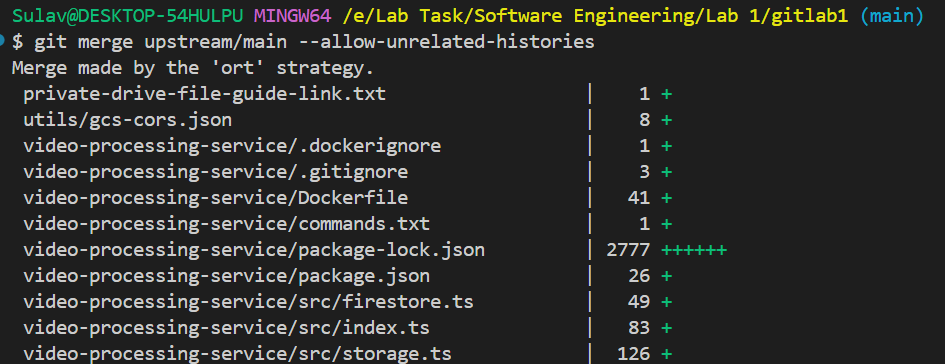 Sulav@DESKTOP-54HULPU MINGW64 /e/Lab Task/Software Engineering/Lab 1/gitlab1 (main)
$ git merge upstream/main --allow-unrelated-histories
Merge made by the 'ort' strategy.
private-drive-file-guide-link.txt | 1 +
utils/gcs-cors.json | 8 +
video-processing-service/.dockerignore | 1 +
video-processing-service/.gitignore | 3 +
video-processing-service/Dockerfile | 41 +
video-processing-service/commands.txt | 1 +
video-processing-service/package-lock.json | 2777 ++++++
video-processing-service/package.json | 26 +
video-processing-service/src/firestore.ts | 49 +
video-processing-service/src/index.ts | 83 +
video-processing-service/src/storage.ts | 126 +